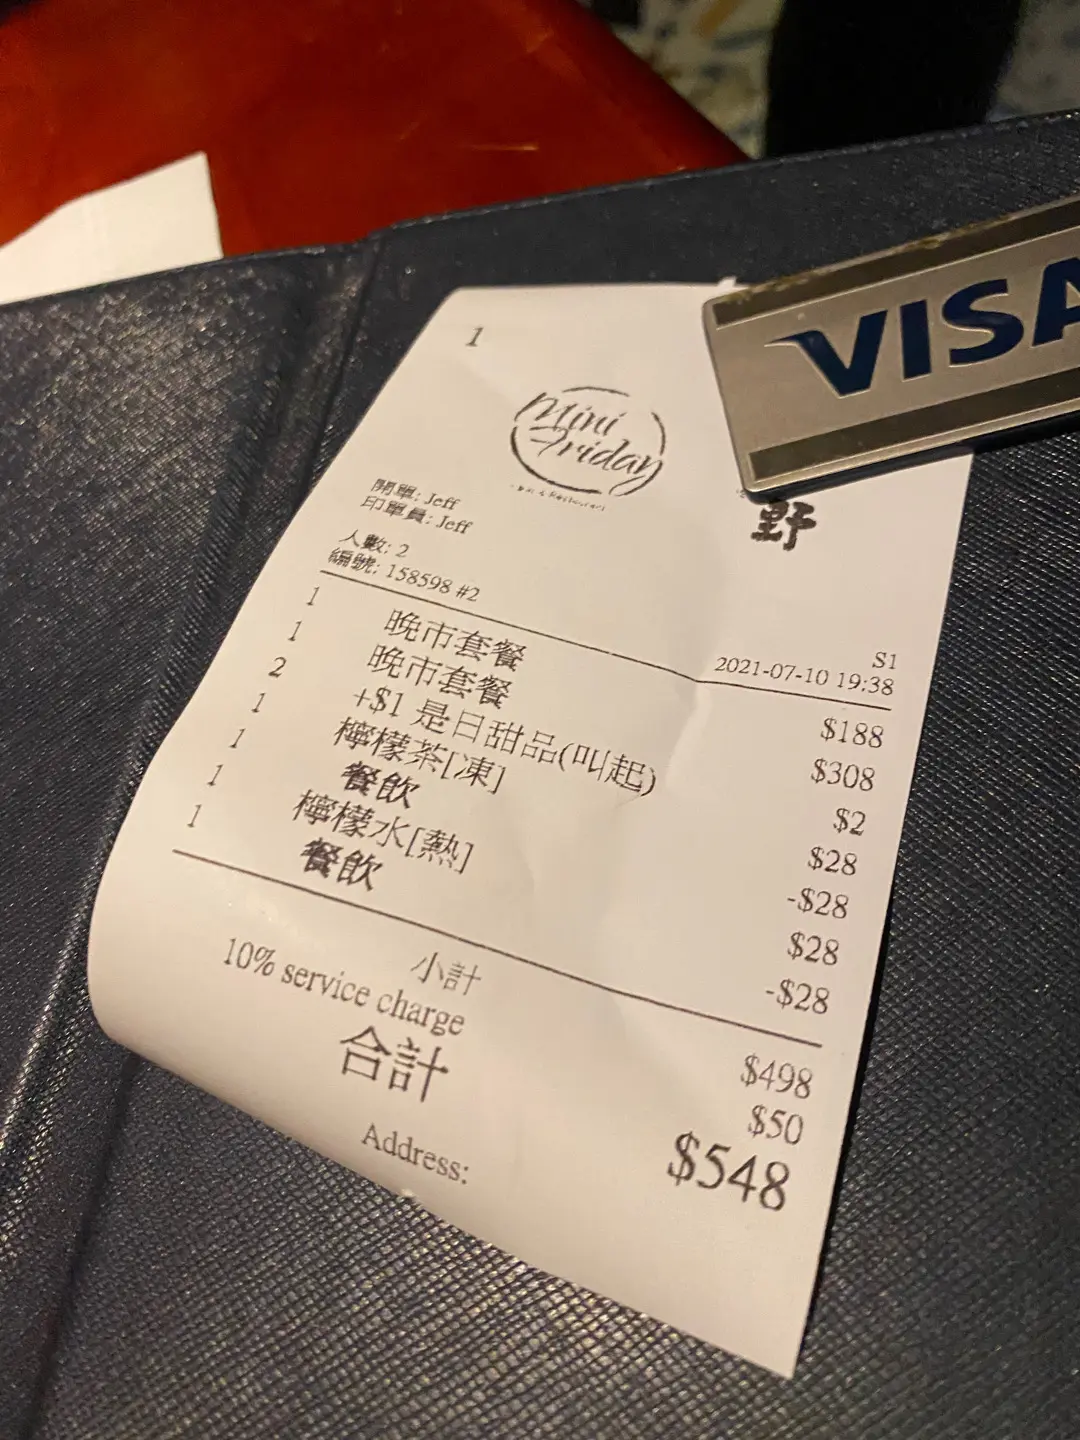 VISA
1
Mini
Friday
野
開單: Jeff
印單員: Jeff
人數: 2
S1
編號: 158598 #2
2021-07-10 19:38
1 晚市套餐 $188
1 晚市套餐 $308
2 +$1 是日甜品(叫起) $2
1 檸檬茶[凍] $28
1 餐飲 -$28
1 檸檬水[熱] $28
1 餐飲 -$28
小計 $498
10% service charge $50
合計 $548
Address: